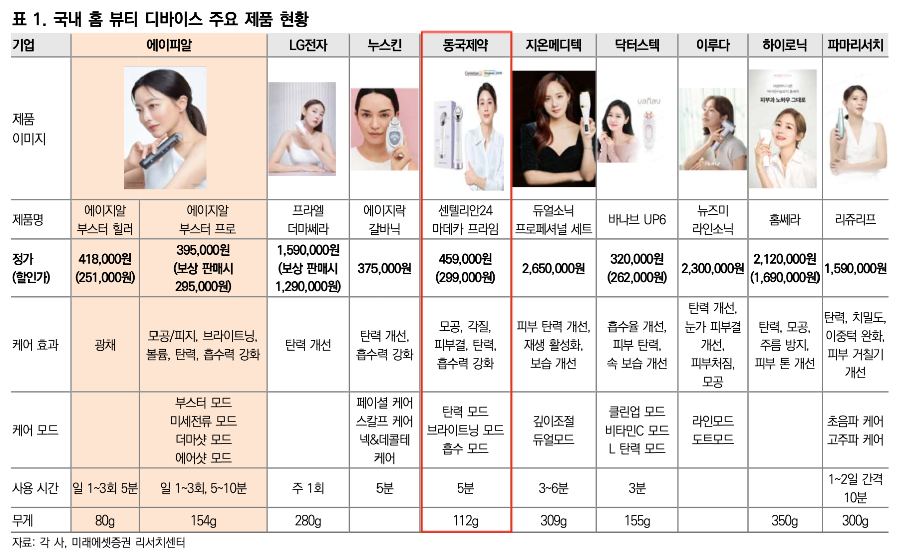 표 1. 국내 홈 뷰티 디바이스 주요 제품 현황
기업 에이피알 LG전자 누스킨 동국제약 지온메디텍 닥터스텍 이루다 하이로닉 파마리서치
제품
이미지
피부과 노하우 그대로
제품명
에이지알
부스터 힐러
에이지알
부스터 프로
프라엘
더마쎄라
에이지락
갈바닉
센텔리안24
마데카 프라임
듀얼소닉
프로페셔널 세트
바나브 UP6
뉴즈미
라인소닉
홈쎄라
리쥬리프
정가
(할인가)
418,000원
(251,000원)
395,000원
(보상 판매시
295,000원)
1,590,000원
(보상 판매시
1,290,000원)
375,000원
459,000원
(299,000원)
2,650,000원
320,000원
(262,000원)
2,300,000원
2,120,000원
(1,690,000원)
1,590,000원
케어 효과
광채
모공/피지, 브라이트닝,
볼륨, 탄력, 흡수력 강화
탄력 개선
탄력 개선,
흡수력 강화
모공, 각질,
피부결, 탄력,
흡수력 강화
피부 탄력 개선,
재생 활성화,
보습 개선
흡수율 개선,
피부 탄력,
속 보습 개선
탄력 개선,
눈가 피부결
개선,
피부처짐,
모공
탄력, 모공,
주름 방지,
피부 톤 개선
탄력, 치밀도,
이중턱 완화,
피부 거칠기
개선
케어 모드
부스터 모드
미세전류 모드
더마샷 모드
에어샷 모드
페이셜 케어
스칼프 케어
넥&데콜테
케어
탄력 모드
브라이트닝 모드
흡수 모드
깊이조절
듀얼모드
클린업 모드
비타민C 모드
L 탄력 모드
라인모드
도트모드
초음파 케어
고주파 케어
사용 시간
일 1~3회 5분
일 1~3회, 5~10분
주 1회
5분
5분
3~6분
3분
1~2일 간격
10분
무게 80g 154g 280g 112g 309g 155g 350g 300g
자료: 각 사, 미래에셋증권 리서치센터